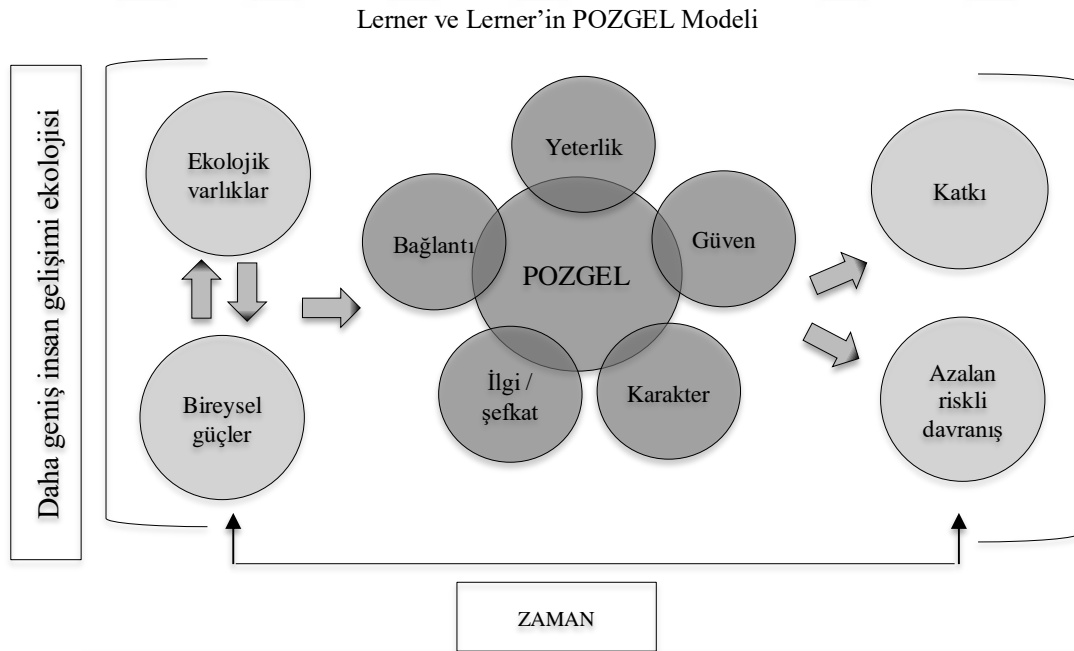 Lerner ve Lerner’in POZGEL Modeli
Daha geniş insan gelişimi ekolojisi
Ekolojik
varlıklar
Bireysel
güçler
Yeterlik
Bağlantı
Güven
POZGEL
İlgi /
şefkat
Karakter
Katkı
Azalan
riskli
davranış
ZAMAN